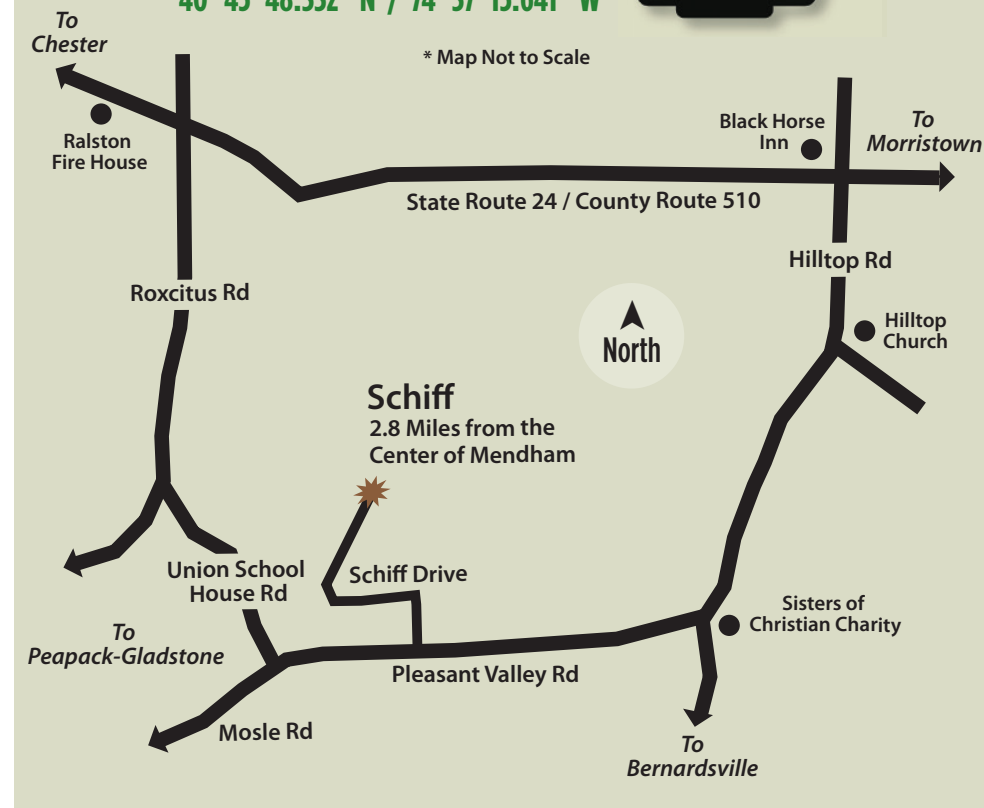 To
Chester
* Map Not to Scale
Ralston
Fire House
Black Horse
Inn
To
Morristown
State Route 24 / County Route 510
Hilltop Rd
Roxcitus Rd
Hilltop
Church
North
Schiff
2.8 Miles from the
Center of Mendham
Union School
House Rd
Schiff Drive
Sisters of
Christian Charity
To
Peapack-Gladstone
Pleasant Valley Rd
Mosle Rd
To
Bernardsville